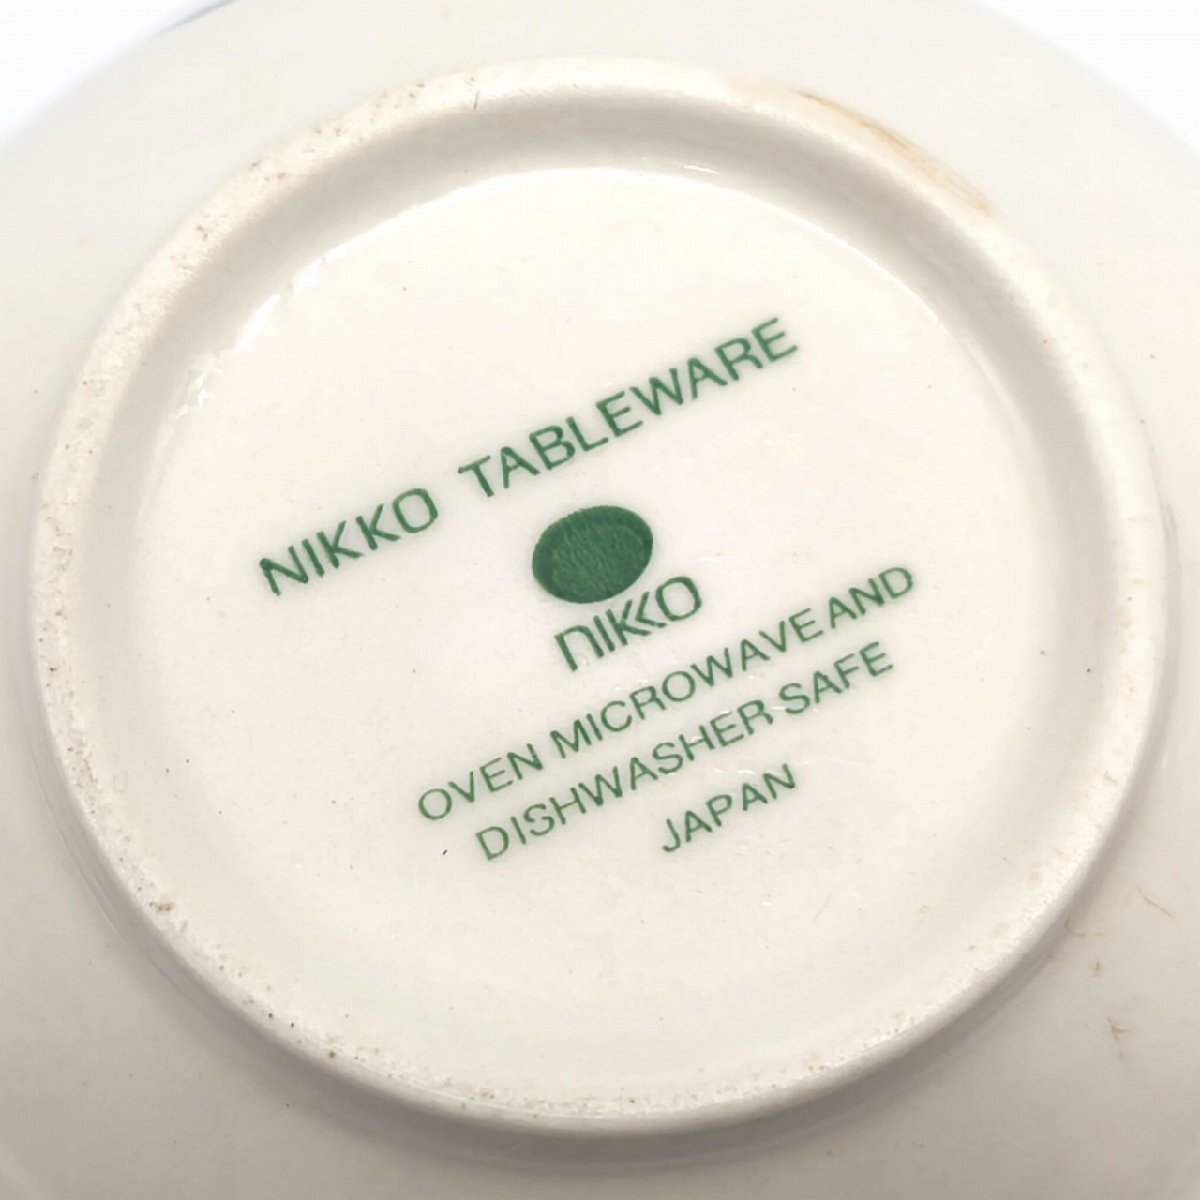 NIKKO TABLEWARE
NIKKO
OVEN MICROWAVE AND
DISHWASHER SAFE
JAPAN